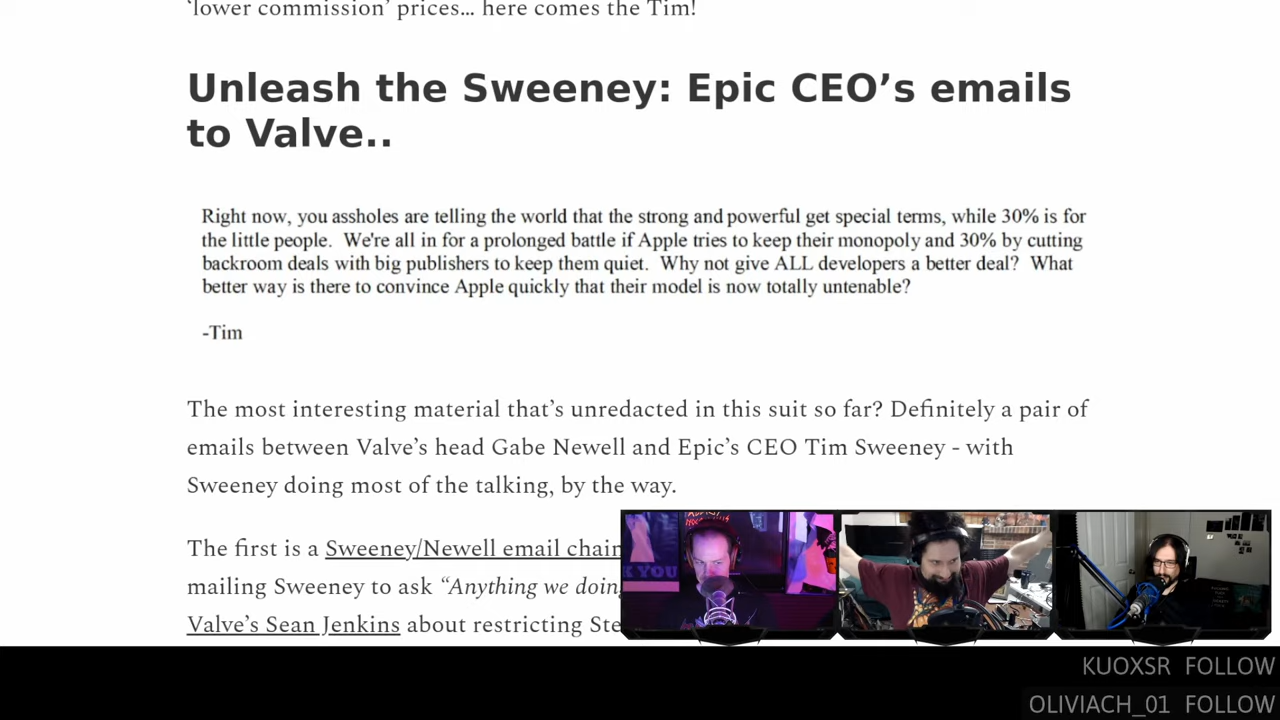 ‘lower commission’ prices… here comes the Tim!
Unleash the Sweeney: Epic CEO’s emails
to Valve..
Right now, you assholes are telling the world that the strong and powerful get special terms, while 30% is for
the little people.  We're all in for a prolonged battle if Apple tries to keep their monopoly and 30% by cutting
backroom deals with big publishers to keep them quiet.  Why not give ALL developers a better deal?  What
better way is there to convince Apple quickly that their model is now totally untenable?
-Tim
The most interesting material that’s unredacted in this suit so far? Definitely a pair of
emails between Valve’s head Gabe Newell and Epic’s CEO Tim Sweeney - with
Sweeney doing most of the talking, by the way.
The first is a Sweeney/Newell email chain
mailing Sweeney to ask “Anything we doing
Valve’s Sean Jenkins about restricting Ste
K YOU
KUOXSR FOLLOW
OLIVIACH_01 FOLLOW